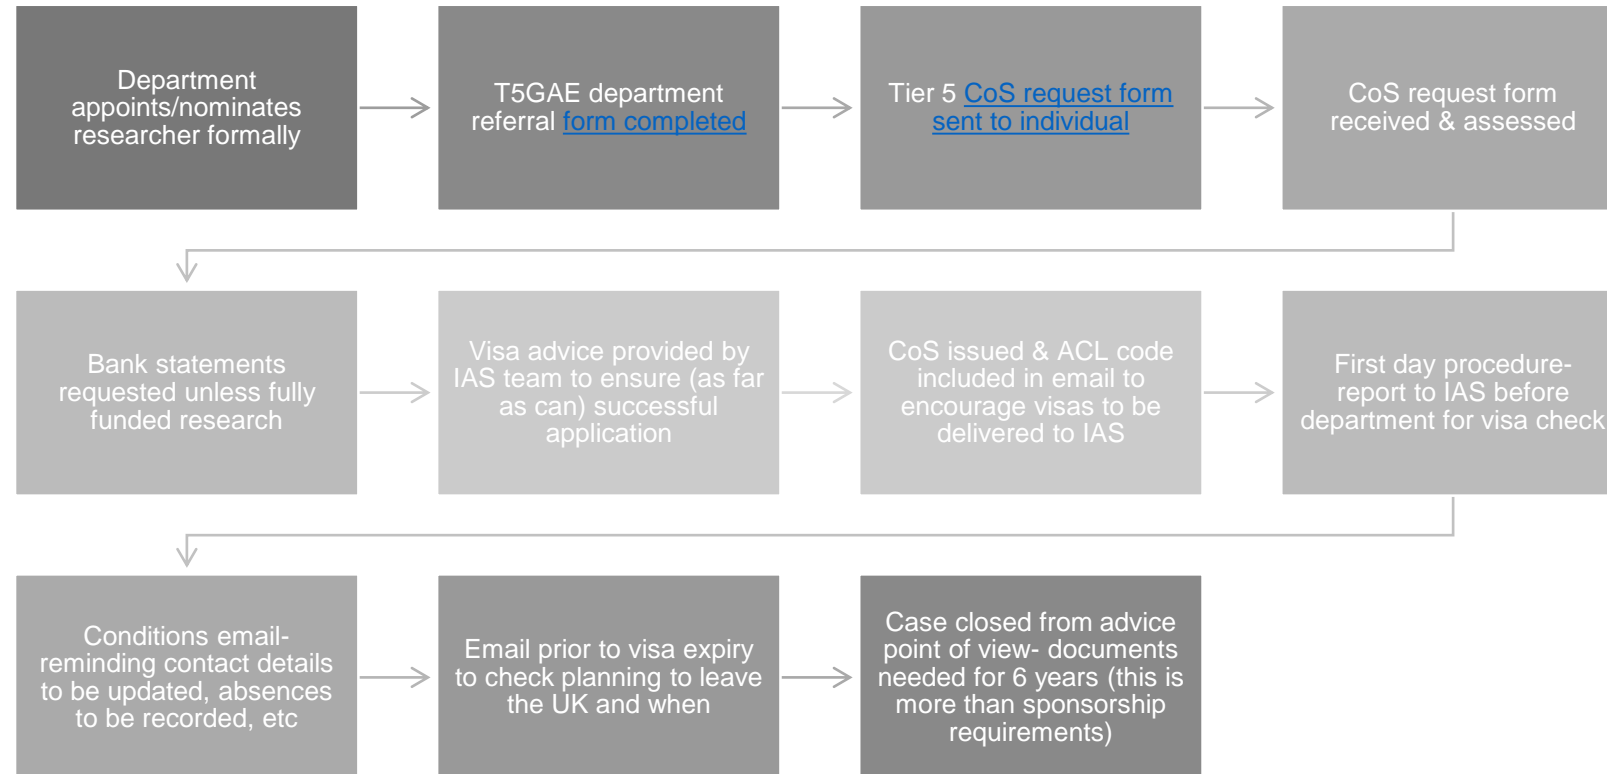 Department
appoints/nominates
researcher formally
T5GAE department
referral form completed
Tier 5 CoS request form
sent to individual
CoS request form
received & assessed
Bank statements
requested unless fully
funded research
Visa advice provided by
IAS team to ensure (as far
as can) successful
application
CoS issued & ACL code
included in email to
encourage visas to be
delivered to IAS
First day procedure-
report to IAS before
department for visa check
Conditions email-
reminding contact details
to be updated, absences
to be recorded, etc
Email prior to visa expiry
to check planning to leave
the UK and when
Case closed from advice
point of view- documents
needed for 6 years (this is
more than sponsorship
requirements)